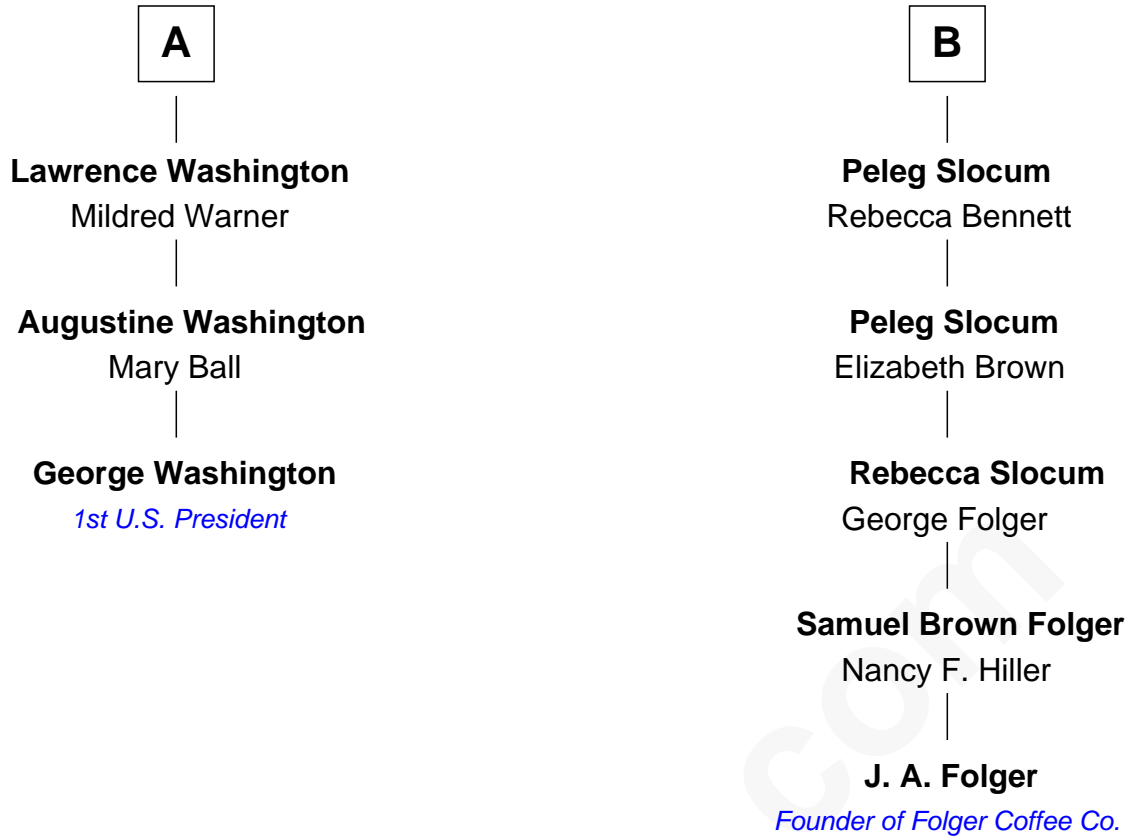 A
Lawrence Washington
Mildred Warner
Augustine Washington
Mary Ball
George Washington
1st U.S. President
B
Peleg Slocum
Rebecca Bennett
Peleg Slocum
Elizabeth Brown
Rebecca Slocum
George Folger
Samuel Brown Folger
Nancy F. Hiller
J. A. Folger
Founder of Folger Coffee Co.
com